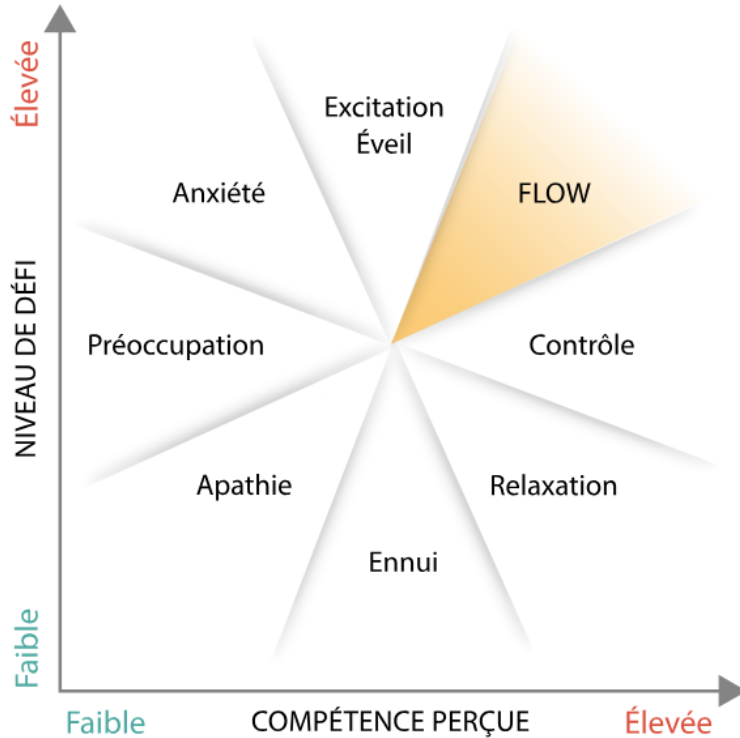 Élevée
Excitation
Éveil
Anxiété
FLOW
NIVEAU DE DÉFI
Préoccupation
Contrôle
Apathie
Relaxation
Ennui
Faible
Faible
COMPÉTENCE PERÇUE
Élevée